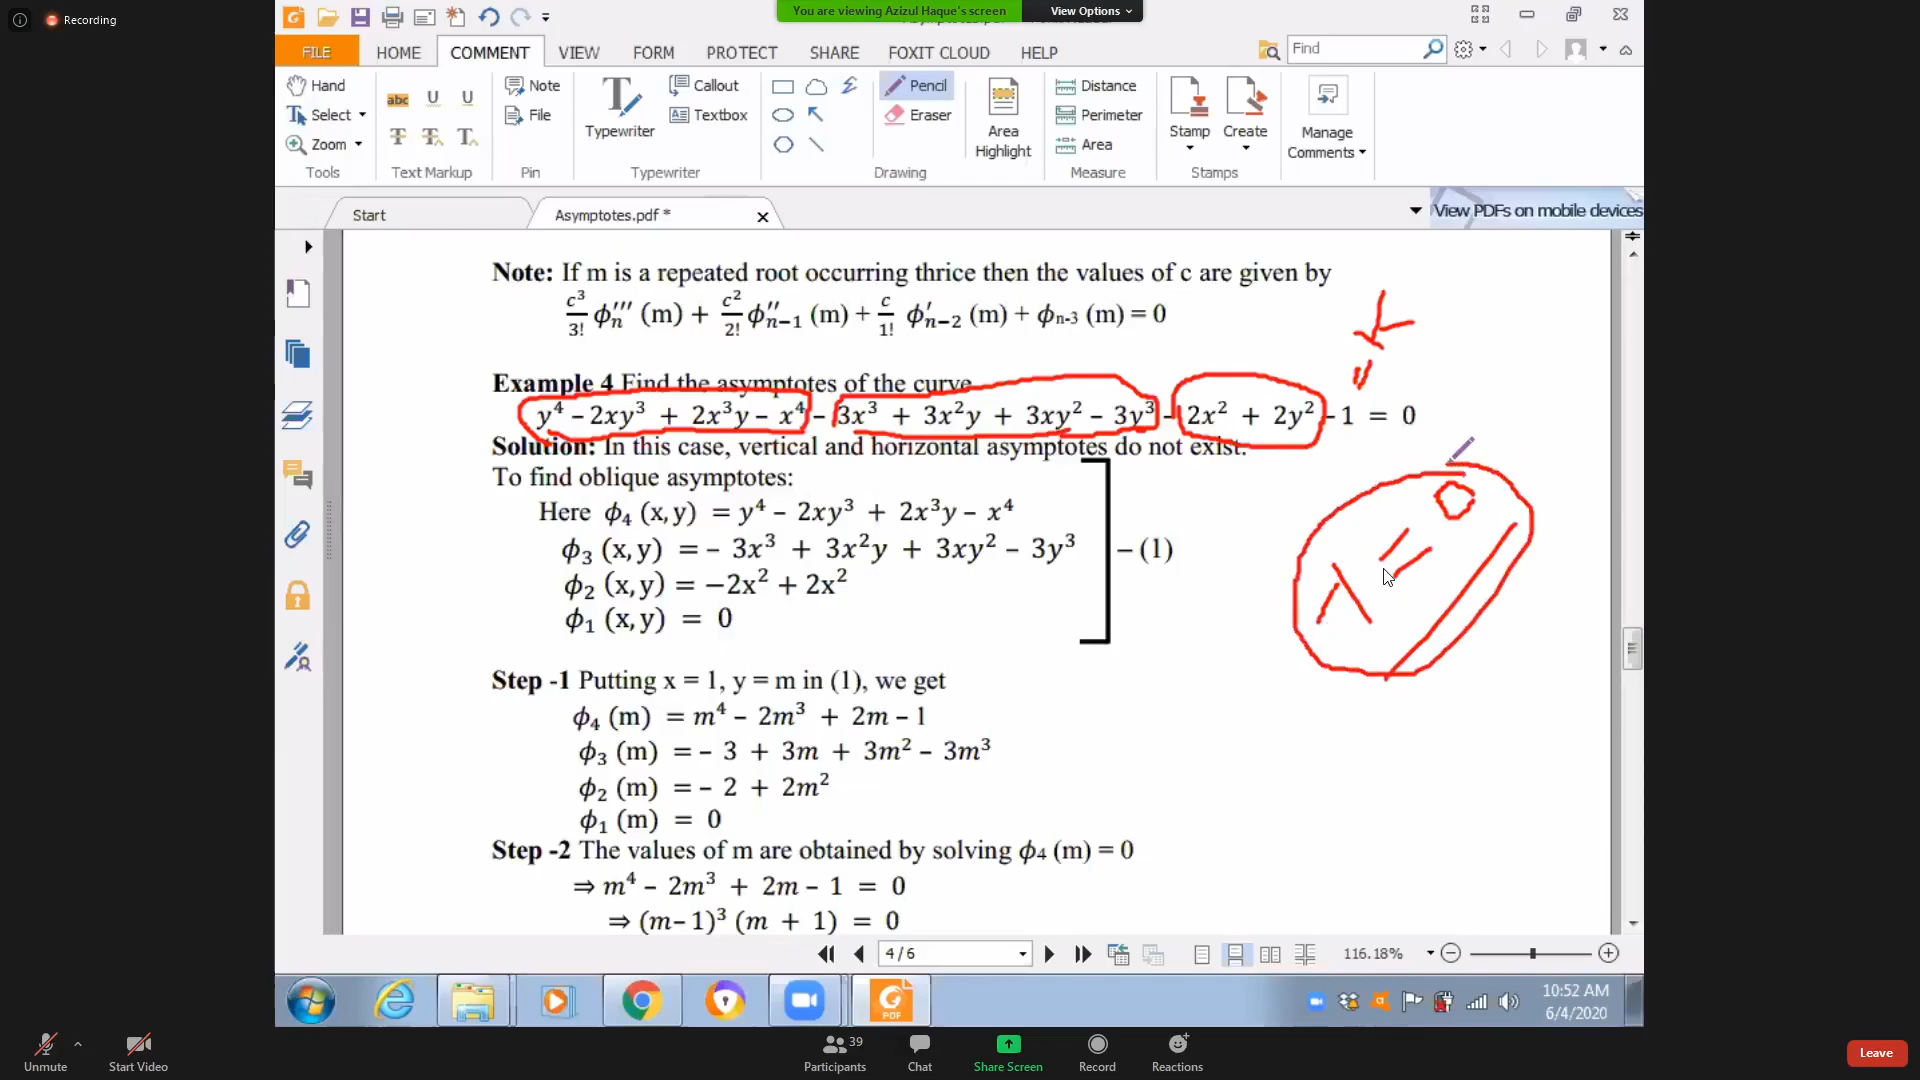 Recording
You are viewing Azizul Haque's screen
View Options
FILE HOME COMMENT VIEW FORM PROTECT SHARE FOXIT CLOUD HELP
Find
Hand
Select
Zoom
Tools
abc U U
T T T
Text Markup
Note
File
Pin
Typewriter
Callout
Textbox
Typewriter
Pencil
Eraser
Area Highlight
Drawing
Distance
Perimeter
Area
Measure
Stamp
Create
Stamps
Manage Comments
Start
Asymptotes.pdf *
View PDFs on mobile devices
Note: If m is a repeated root occurring thrice then the values of c are given by
c³/3! ϕₙ′′′ (m) + c²/2! ϕ′′ₙ₋₁ (m) + c/1! ϕ′ₙ₋₂ (m) + ϕₙ₋₃ (m) = 0
Example 4 Find the asymptotes of the curve
y⁴ – 2xy³ + 2x³y – x⁴ – 3x³ + 3x²y + 3xy² – 3y³ – 2x² + 2y² – 1 = 0
Solution: In this case, vertical and horizontal asymptotes do not exist.
To find oblique asymptotes:
Here ϕ₄ (x, y) = y⁴ – 2xy³ + 2x³y – x⁴
ϕ₃ (x, y) = – 3x³ + 3x²y + 3xy² – 3y³
– (1)
ϕ₂ (x, y) = –2x² + 2x²
ϕ₁ (x, y) = 0
Step -1 Putting x = 1, y = m in (1), we get
ϕ₄ (m) = m⁴ – 2m³ + 2m – 1
ϕ₃ (m) = – 3 + 3m + 3m² – 3m³
ϕ₂ (m) = – 2 + 2m²
ϕ₁ (m) = 0
Step -2 The values of m are obtained by solving ϕ₄ (m) = 0
⇒ m⁴ – 2m³ + 2m – 1 = 0
⇒ (m – 1)³ (m + 1) = 0
4 / 6
116.18%
PDF
10:52 AM
6/4/2020
Unmute
Start Video
Participants 39
Chat
Share Screen
Record
Reactions
Leave